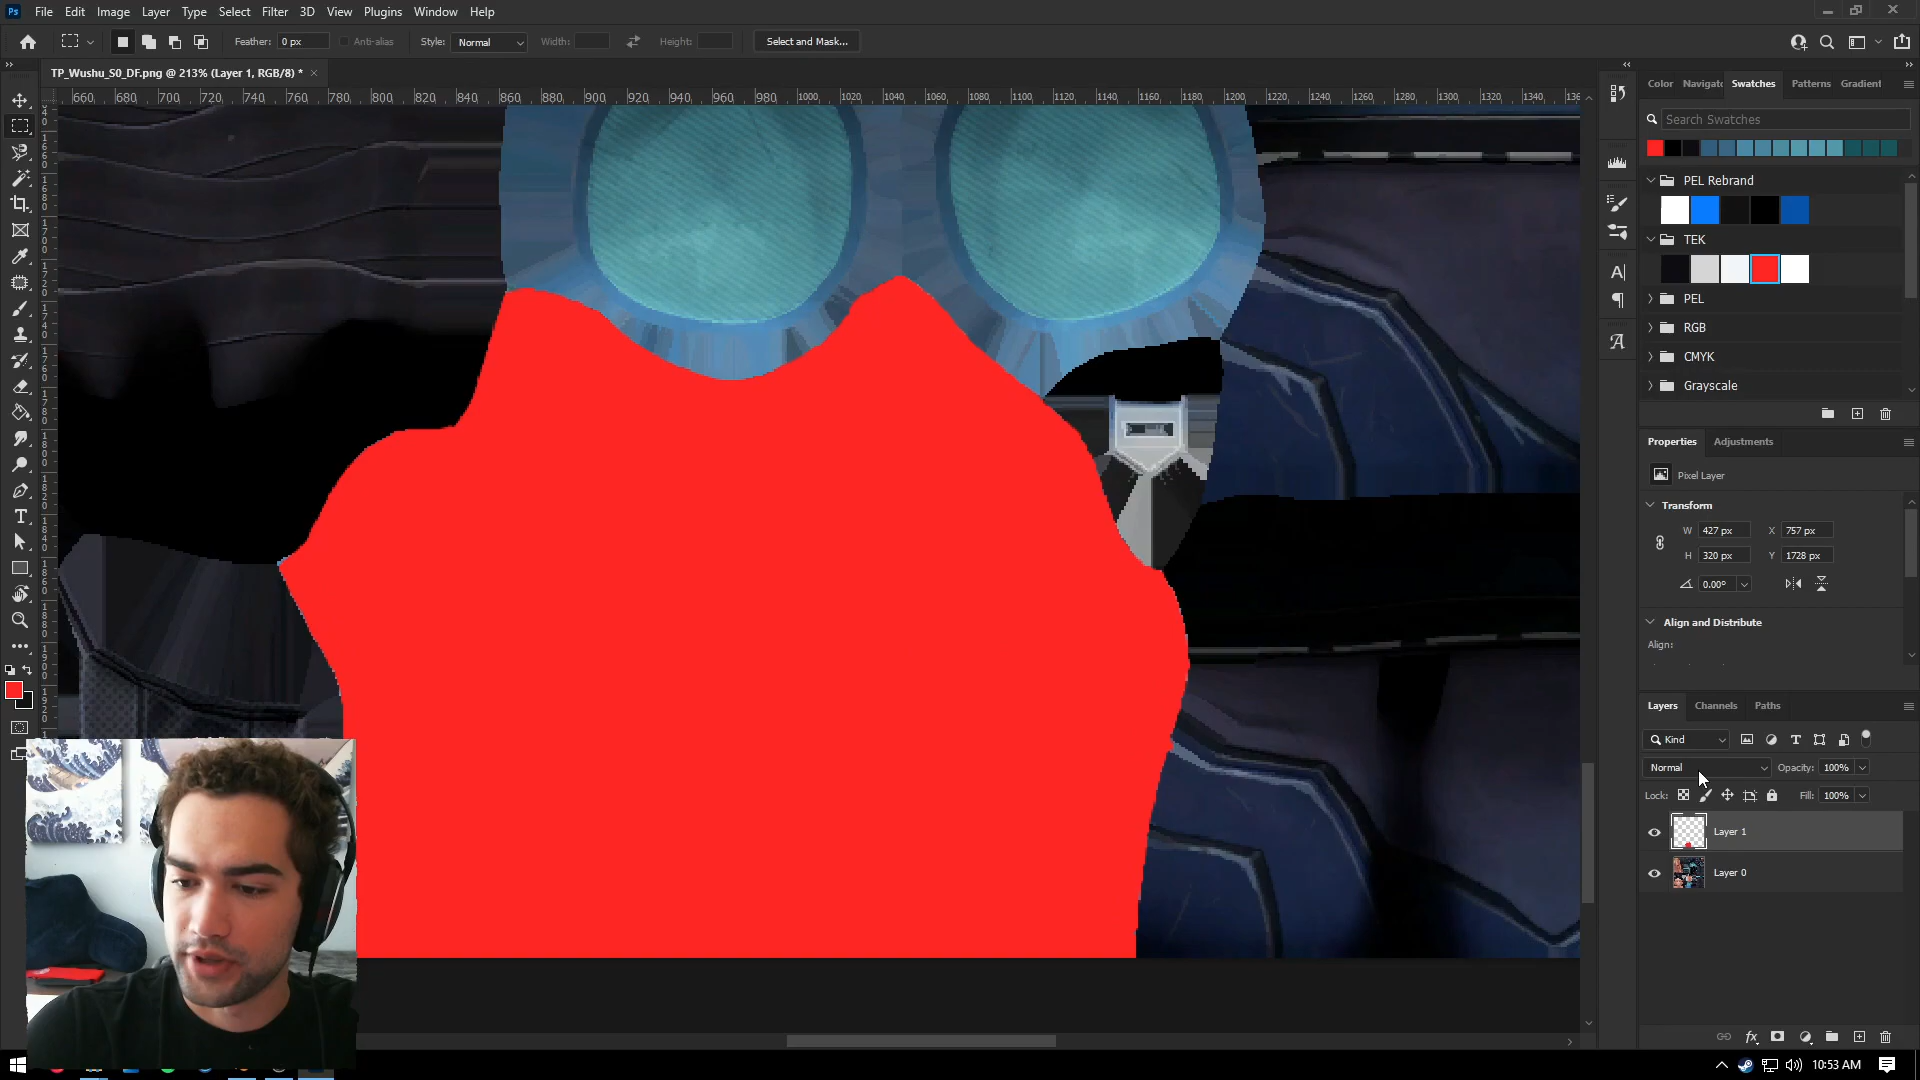 Ps File Edit Image Layer Type Select Filter 3D View Plugins Window Help
Feather: 0 px Anti-alias Style: Normal Width: Height: Select and Mask...
TP_Wushu_S0_DF.png @ 213% (Layer 1, RGB/8) * ×
660 680 700 720 740 760 780 800 820 840 860 880 900 920 940 960 980 1000 1020 1040 1060 1080 1100 1120 1140 1160 1180 1200 1220 1240 1260 1280 1300 1320 1340
Color Navigato Swatches Patterns Gradient
Search Swatches
PEL Rebrand
TEK
PEL
RGB
CMYK
Grayscale
Properties Adjustments
Pixel Layer
Transform
W 427 px X 757 px
H 320 px Y 1728 px
0.00°
Align and Distribute
Align:
Layers Channels Paths
Kind
Normal Opacity: 100%
Lock: Fill: 100%
Layer 1
Layer 0
fx
10:53 AM